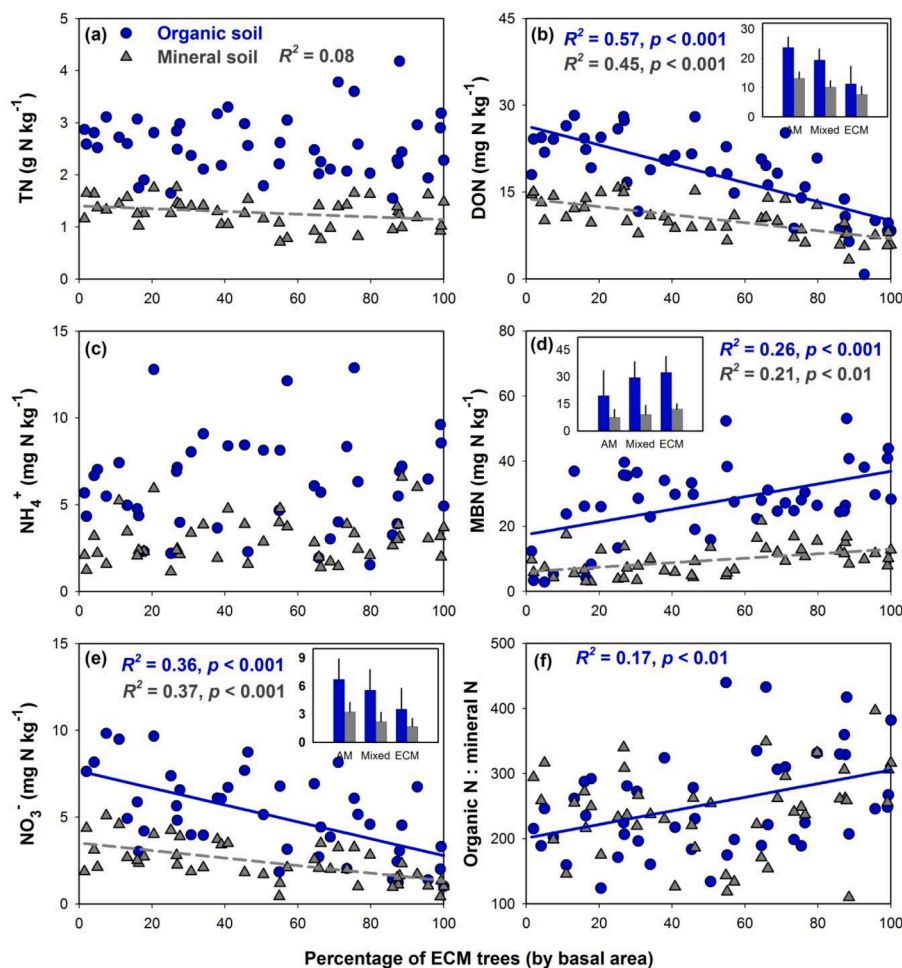 (a)
Organic soil
Mineral soil R² = 0.08
TN (g N kg⁻¹)
5
4
3
2
1
0
0 20 40 60 80 100
(b)
R² = 0.57, p < 0.001
R² = 0.45, p < 0.001
DON (mg N kg⁻¹)
45
36
27
18
9
0
0 20 40 60 80 100
30
20
10
0
AM Mixed ECM
(c)
NH₄⁺ (mg N kg⁻¹)
15
10
5
0
0 20 40 60 80 100
(d)
R² = 0.26, p < 0.001
R² = 0.21, p < 0.01
MBN (mg N kg⁻¹)
80
60
40
20
0
0 20 40 60 80 100
45
30
15
0
AM Mixed ECM
(e)
R² = 0.36, p < 0.001
R² = 0.37, p < 0.001
NO₃⁻ (mg N kg⁻¹)
15
10
5
0
0 20 40 60 80 100
9
6
3
0
AM Mixed ECM
(f)
R² = 0.17, p < 0.01
Organic N : mineral N
500
400
300
200
100
0 20 40 60 80 100
Percentage of ECM trees (by basal area)